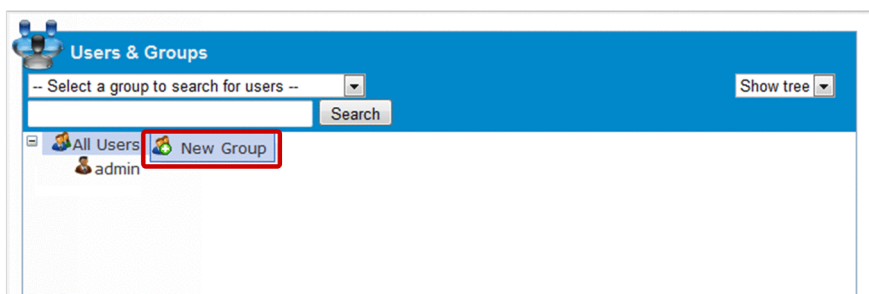 Users & Groups
-- Select a group to search for users --
Show tree
Search
All Users
New Group
admin